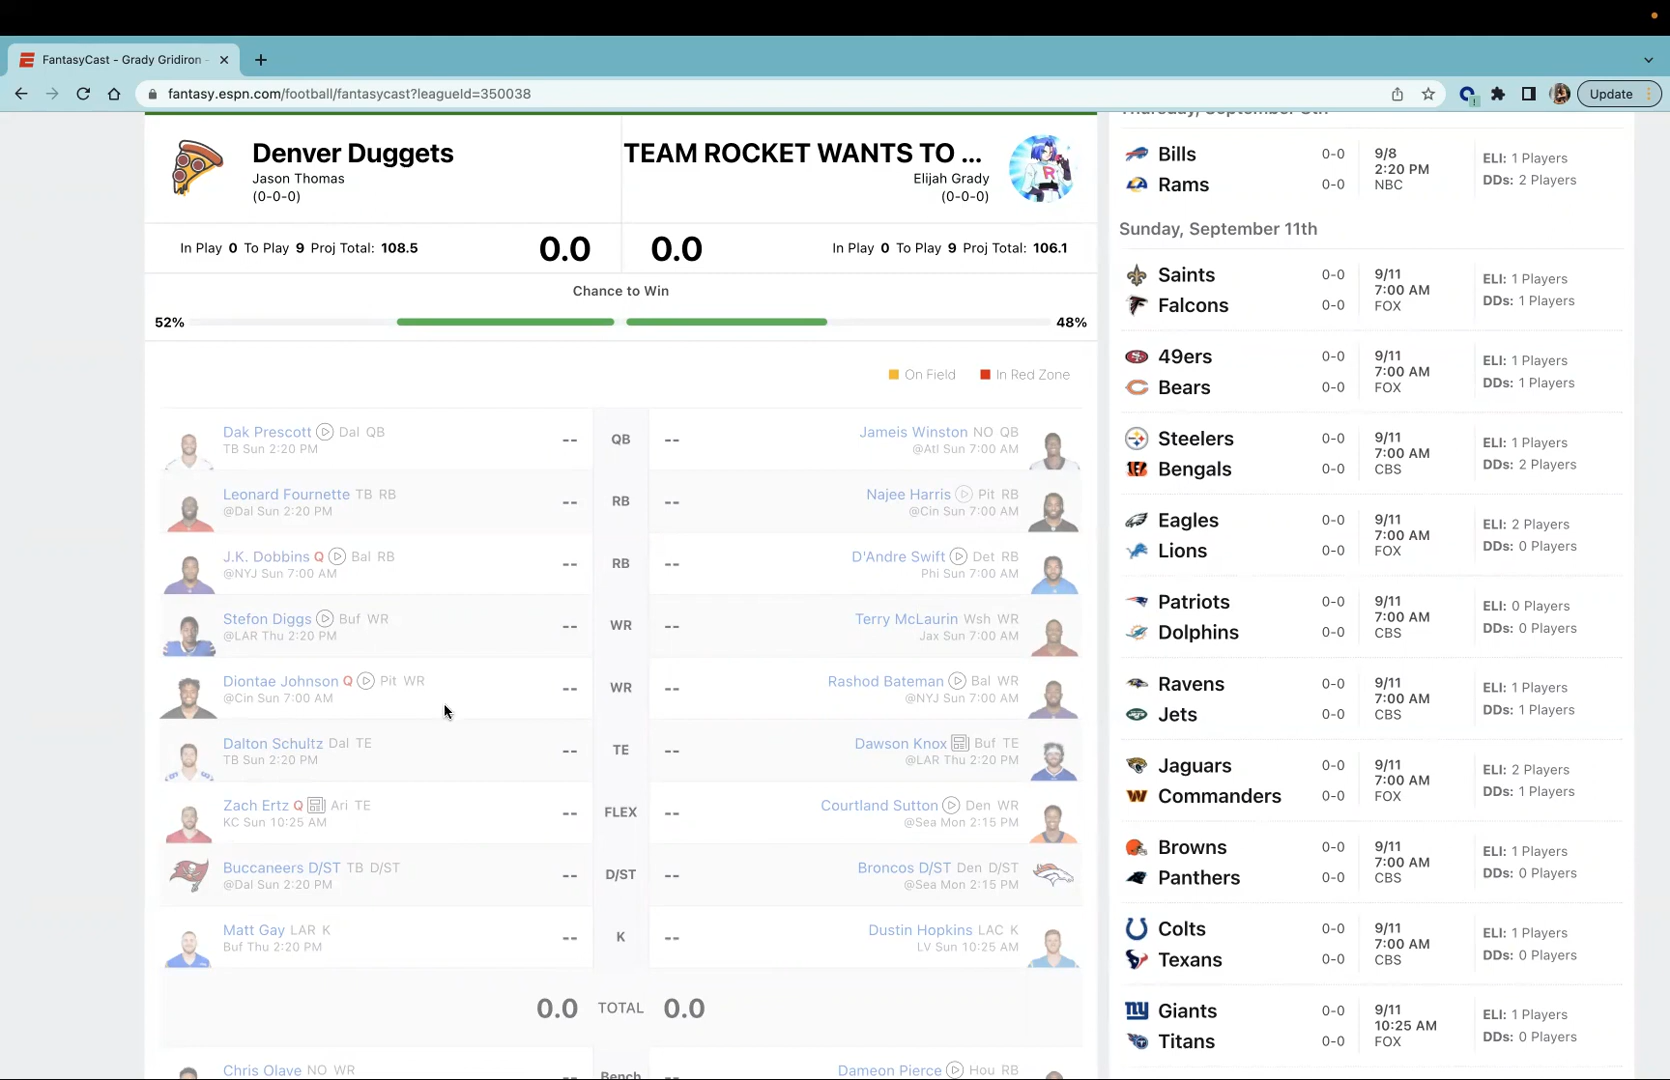 FantasyCast - Grady Gridiron -
fantasy.espn.com/football/fantasycast?leagueId=350038
Update
Denver Duggets
Jason Thomas
(0-0-0)
TEAM ROCKET WANTS TO ...
Elijah Grady
(0-0-0)
In Play 0 To Play 9 Proj Total: 108.5
0.0
0.0
In Play 0 To Play 9 Proj Total: 106.1
Chance to Win
52%
48%
On Field
In Red Zone
Dak Prescott Dal QB
TB Sun 2:20 PM
--
QB
--
Jameis Winston NO QB
@Atl Sun 7:00 AM
Leonard Fournette TB RB
@Dal Sun 2:20 PM
--
RB
--
Najee Harris Pit RB
@Cin Sun 7:00 AM
J.K. Dobbins Q Bal RB
@NYJ Sun 7:00 AM
--
RB
--
D'Andre Swift Det RB
Phi Sun 7:00 AM
Stefon Diggs Buf WR
@LAR Thu 2:20 PM
--
WR
--
Terry McLaurin Wsh WR
Jax Sun 7:00 AM
Diontae Johnson Q Pit WR
@Cin Sun 7:00 AM
--
WR
--
Rashod Bateman Bal WR
@NYJ Sun 7:00 AM
Dalton Schultz Dal TE
TB Sun 2:20 PM
--
TE
--
Dawson Knox Buf TE
@LAR Thu 2:20 PM
Zach Ertz Q Ari TE
KC Sun 10:25 AM
--
FLEX
--
Courtland Sutton Den WR
@Sea Mon 2:15 PM
Buccaneers D/ST TB D/ST
@Dal Sun 2:20 PM
--
D/ST
--
Broncos D/ST Den D/ST
@Sea Mon 2:15 PM
Matt Gay LAR K
Buf Thu 2:20 PM
--
K
--
Dustin Hopkins LAC K
LV Sun 10:25 AM
0.0 TOTAL 0.0
Chris Olave NO WR
--
Bench
--
Dameon Pierce Hou RB
Bills 0-0
Rams 0-0
9/8
2:20 PM
NBC
ELI: 1 Players
DDs: 2 Players
Sunday, September 11th
Saints 0-0
Falcons 0-0
9/11
7:00 AM
FOX
ELI: 1 Players
DDs: 1 Players
49ers 0-0
Bears 0-0
9/11
7:00 AM
FOX
ELI: 1 Players
DDs: 1 Players
Steelers 0-0
Bengals 0-0
9/11
7:00 AM
CBS
ELI: 1 Players
DDs: 2 Players
Eagles 0-0
Lions 0-0
9/11
7:00 AM
FOX
ELI: 2 Players
DDs: 0 Players
Patriots 0-0
Dolphins 0-0
9/11
7:00 AM
CBS
ELI: 0 Players
DDs: 0 Players
Ravens 0-0
Jets 0-0
9/11
7:00 AM
CBS
ELI: 1 Players
DDs: 1 Players
Jaguars 0-0
Commanders 0-0
9/11
7:00 AM
FOX
ELI: 2 Players
DDs: 1 Players
Browns 0-0
Panthers 0-0
9/11
7:00 AM
CBS
ELI: 1 Players
DDs: 0 Players
Colts 0-0
Texans 0-0
9/11
7:00 AM
CBS
ELI: 1 Players
DDs: 0 Players
Giants 0-0
Titans 0-0
9/11
10:25 AM
FOX
ELI: 1 Players
DDs: 0 Players